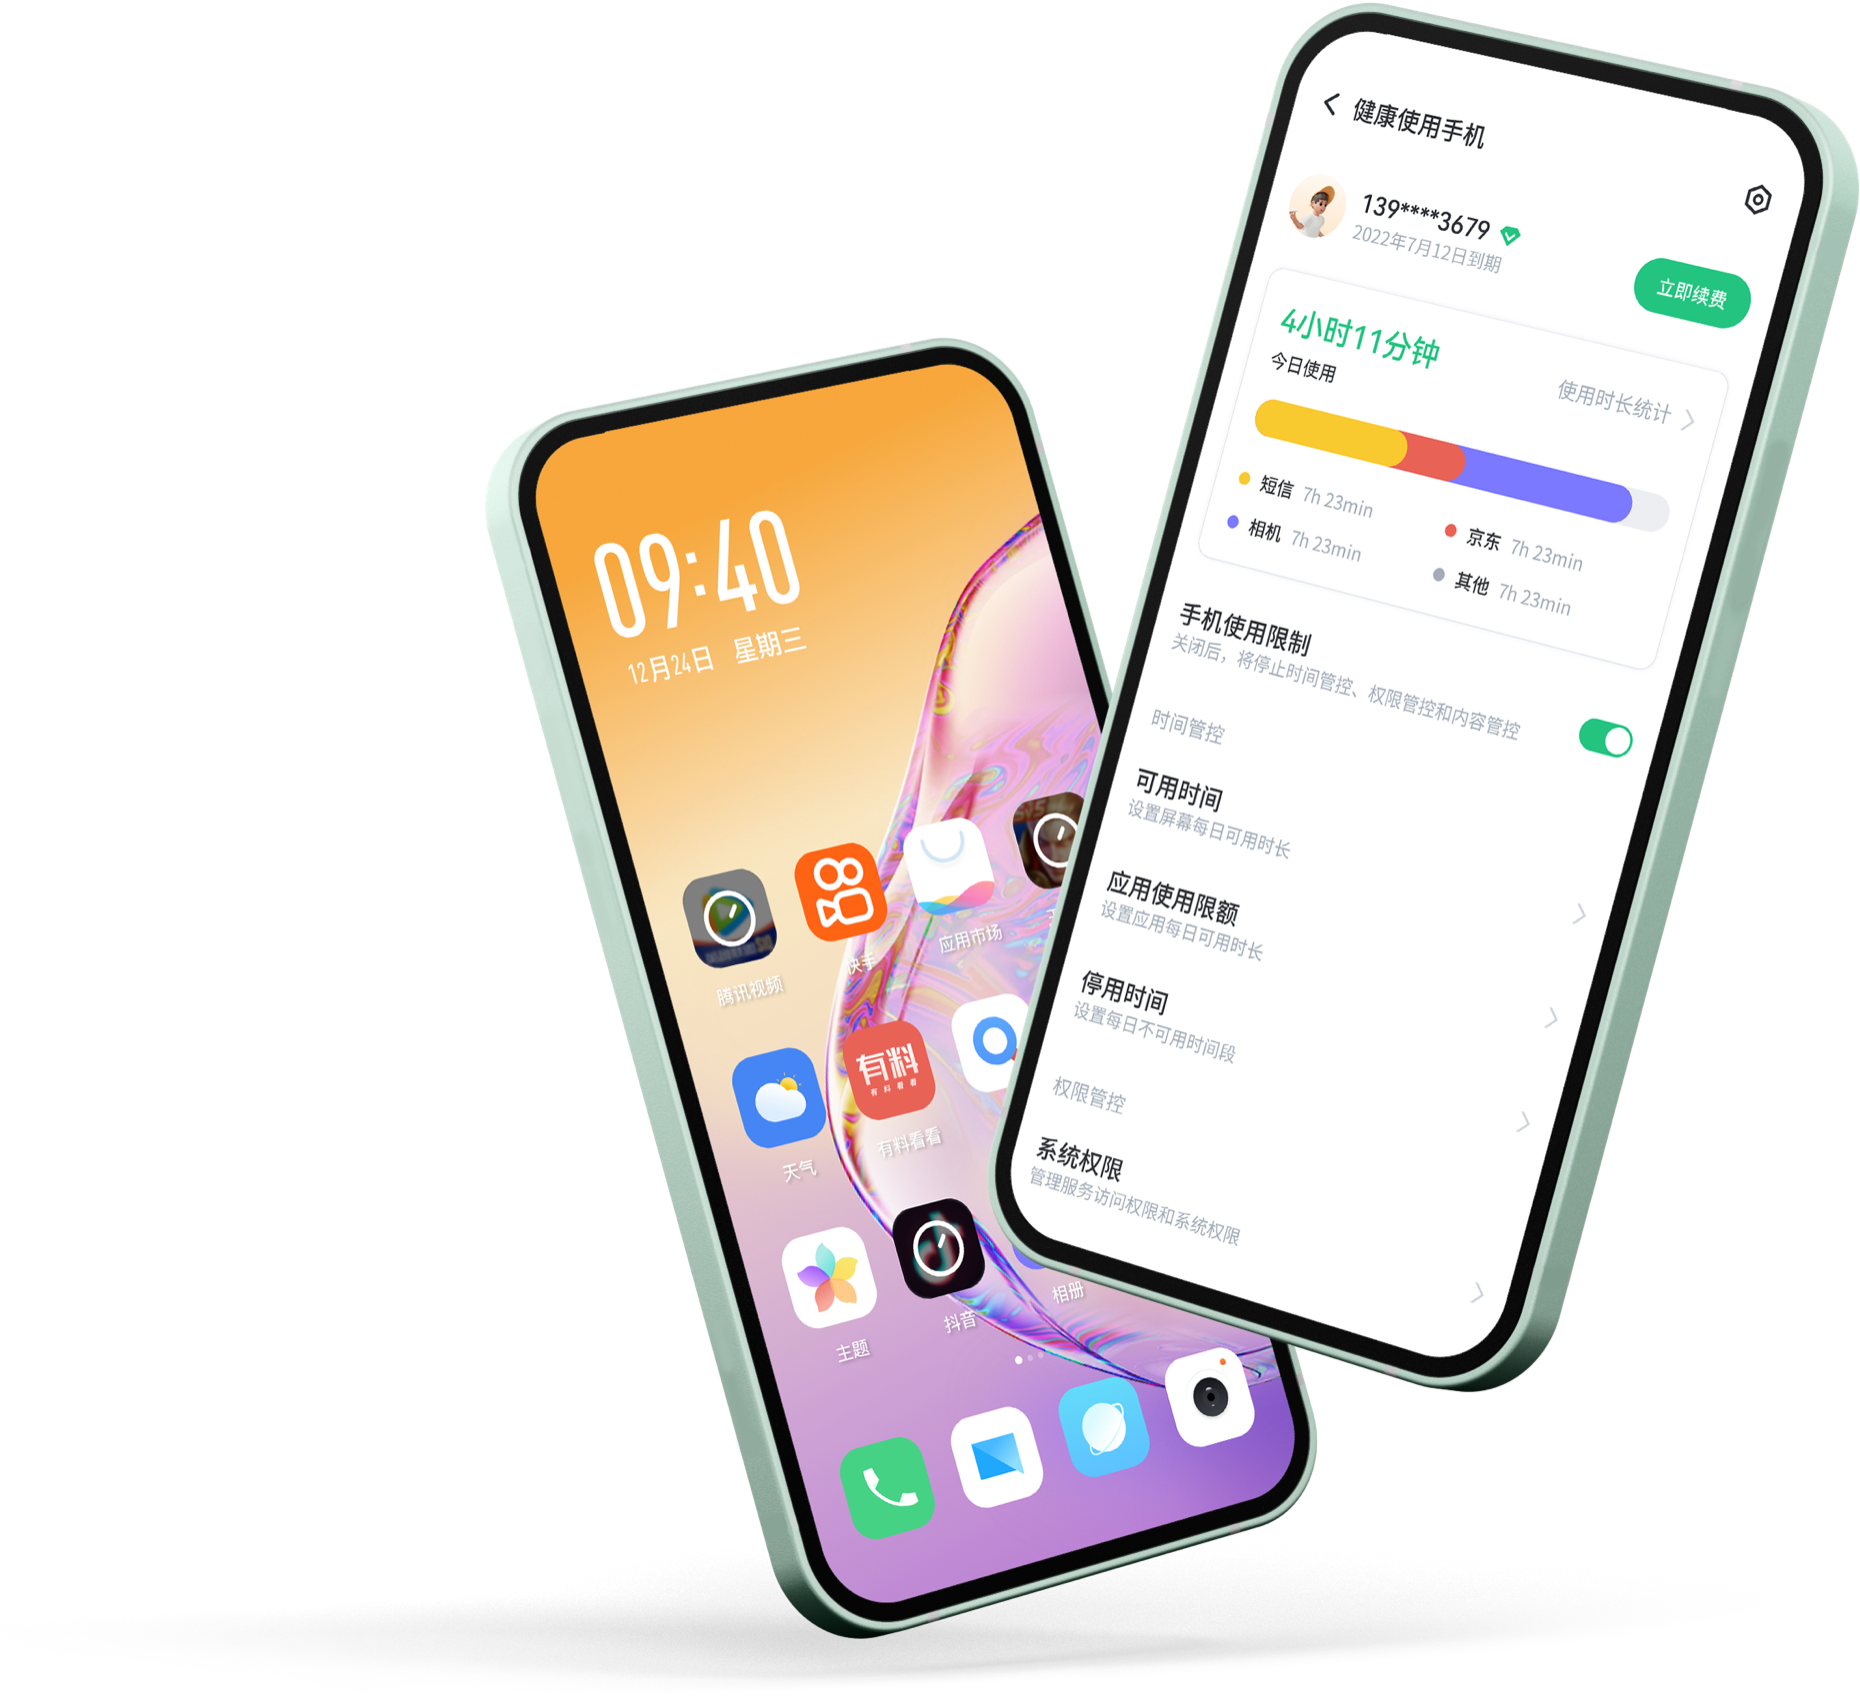 09:40
12月24日 星期三
腾讯视频
快手
应用市场
天气
有料
有料看看
有料看看
主题
抖音
相册
健康使用手机
139****3679
2022年7月12日到期
立即续费
4小时11分钟
今日使用
使用时长统计
短信 7h 23min
京东 7h 23min
相机 7h 23min
其他 7h 23min
手机使用限制
关闭后，将停止时间管控、权限管控和内容管控
时间管控
可用时间
设置屏幕每日可用时长
应用使用限额
设置应用每日可用时长
停用时间
设置每日不可用时间段
权限管控
系统权限
管理服务访问权限和系统权限